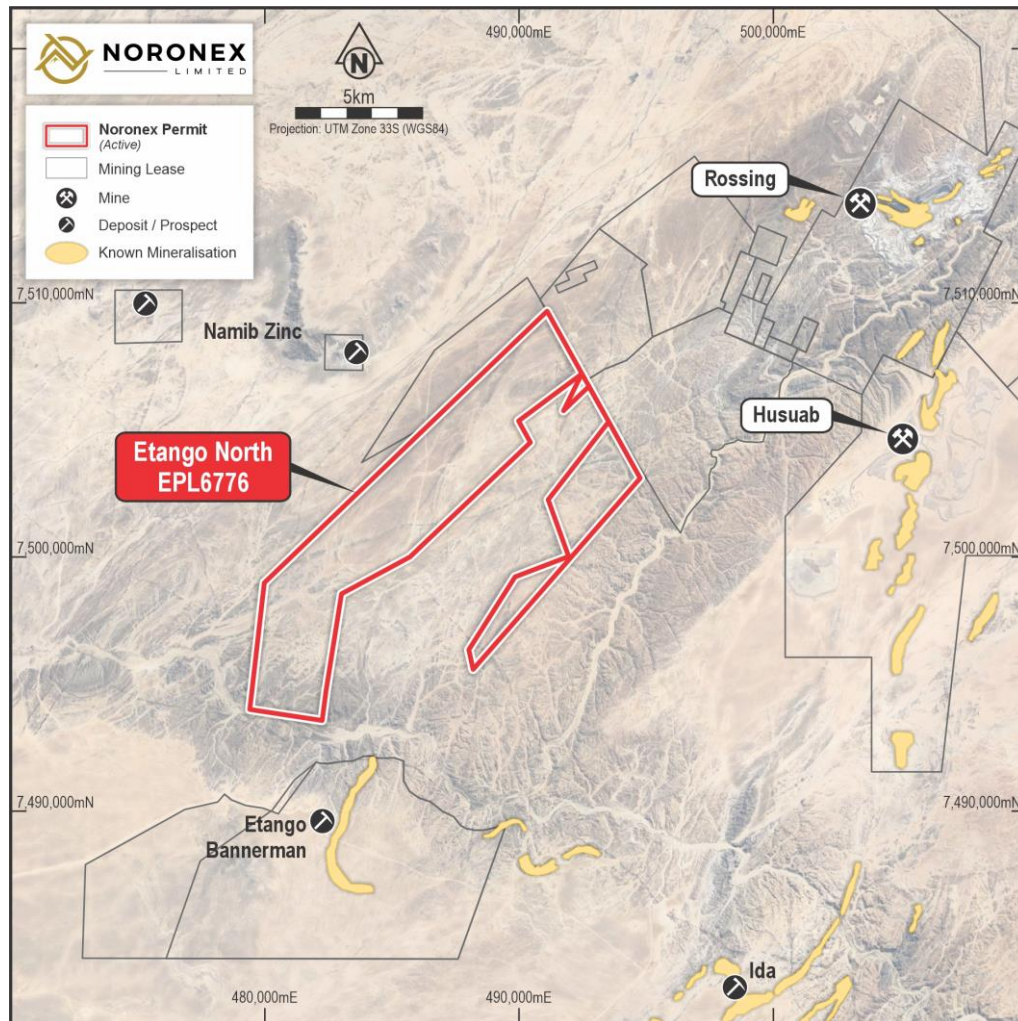 NORONEX
LIMITED
Noronex Permit
(Active)
Mining Lease
Mine
Deposit / Prospect
Known Mineralisation
N
5km
Projection: UTM Zone 33S (WGS84)
490,000mE
500,000mE
Rossing
7,510,000mN
7,510,000mN
Namib Zinc
Husuab
Etango North
EPL6776
7,500,000mN
7,500,000mN
7,490,000mN
7,490,000mN
Etango
Bannerman
Ida
480,000mE
490,000mE